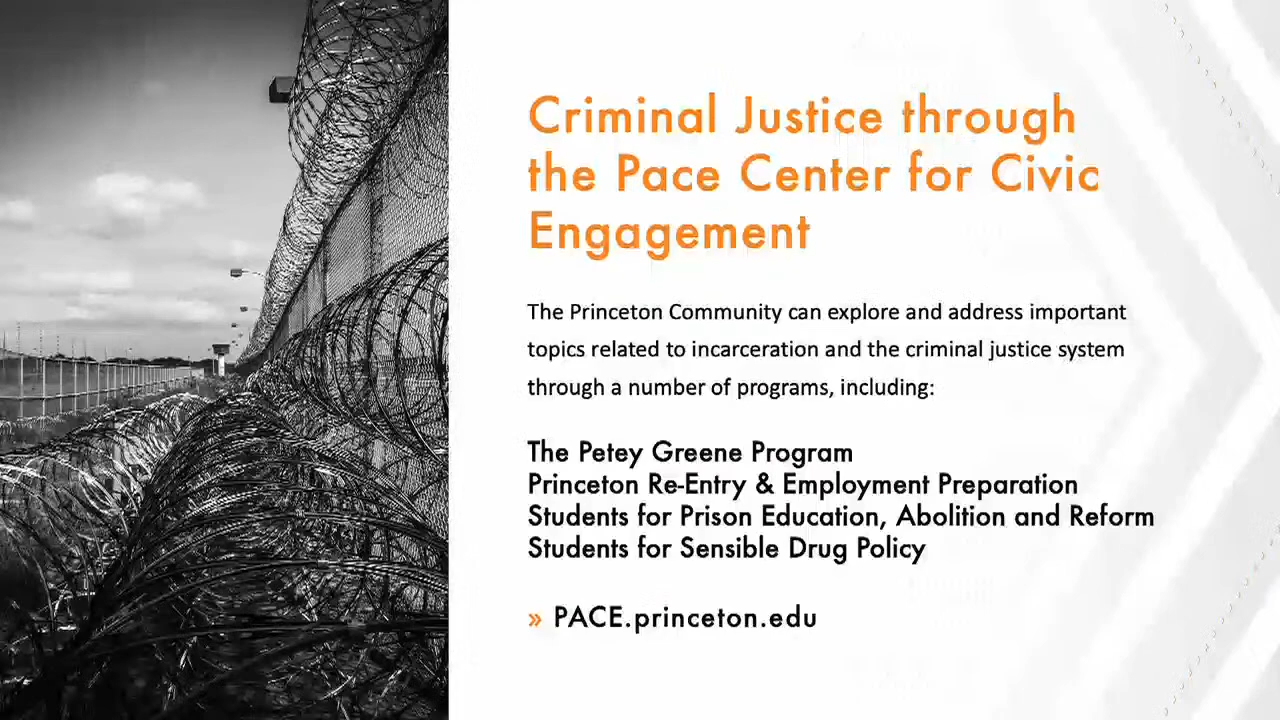 Criminal Justice through
the Pace Center for Civic
Engagement
The Princeton Community can explore and address important
topics related to incarceration and the criminal justice system
through a number of programs, including:
The Petey Greene Program
Princeton Re-Entry & Employment Preparation
Students for Prison Education, Abolition and Reform
Students for Sensible Drug Policy
» PACE.princeton.edu